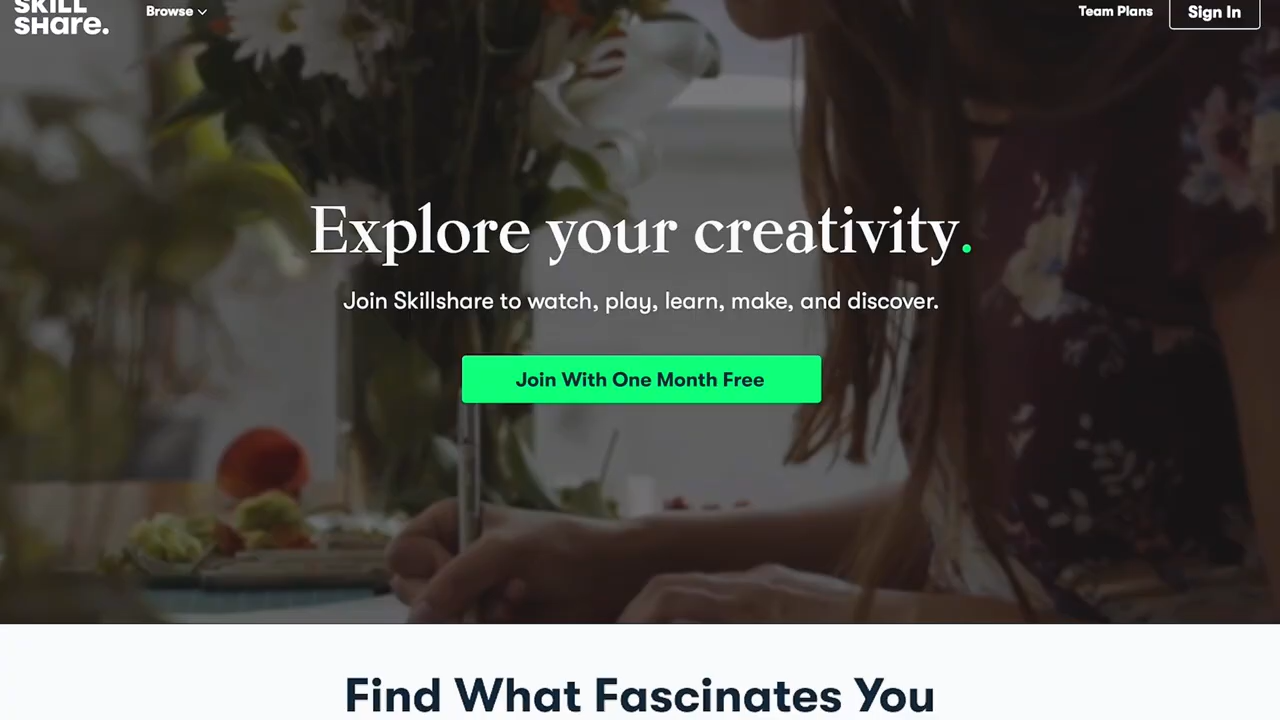 SKILL
SHare.
Browse
Team Plans
Sign In
Explore your creativity.
Join Skillshare to watch, play, learn, make, and discover.
Join With One Month Free
Find What Fascinates You